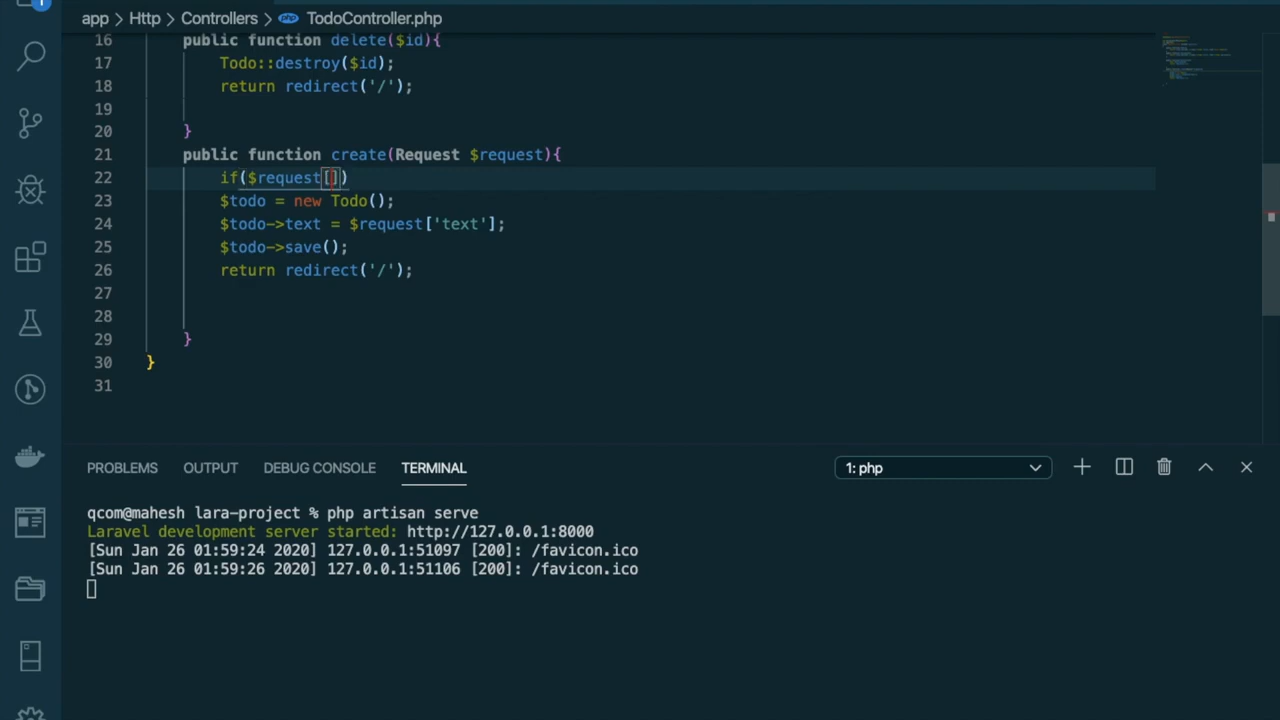 1
app > Http > Controllers > php TodoController.php
16 public function delete($id){
17 Todo::destroy($id);
18 return redirect('/');
19
20 }
21 public function create(Request $request){
22 if($request[])
23 $todo = new Todo();
24 $todo->text = $request['text'];
25 $todo->save();
26 return redirect('/');
27
28
29 }
30 }
31
PROBLEMS OUTPUT DEBUG CONSOLE TERMINAL 1: php
qcom@mahesh lara-project % php artisan serve
Laravel development server started: http://127.0.0.1:8000
[Sun Jan 26 01:59:24 2020] 127.0.0.1:51097 [200]: /favicon.ico
[Sun Jan 26 01:59:26 2020] 127.0.0.1:51106 [200]: /favicon.ico